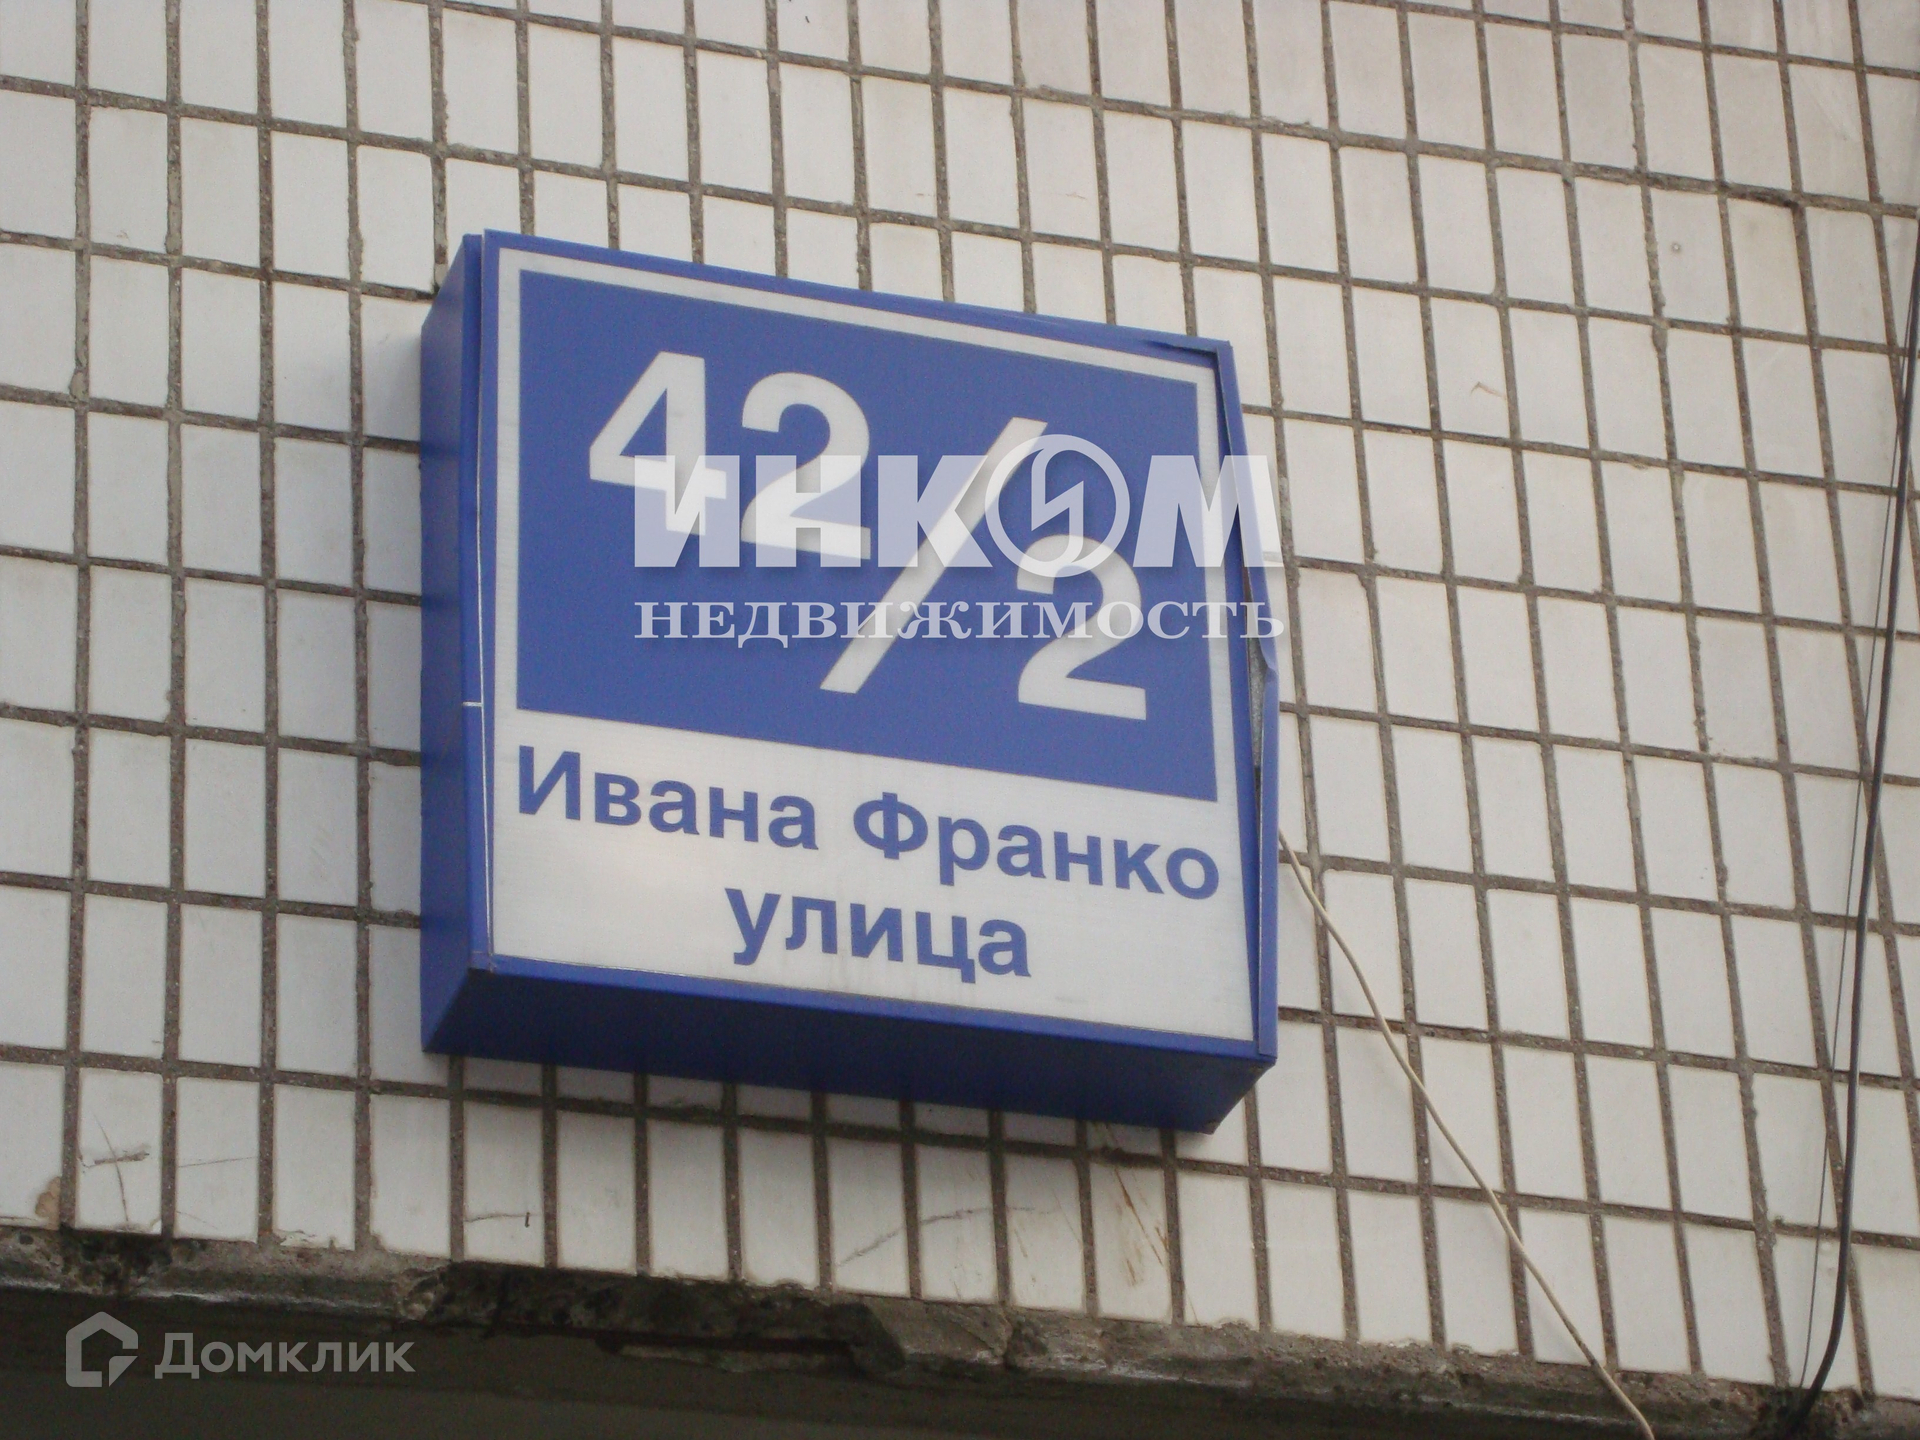 42/2
ИНКОМ
НЕДВИЖИМОСТЬ
Ивана Франко
улица
Домклик